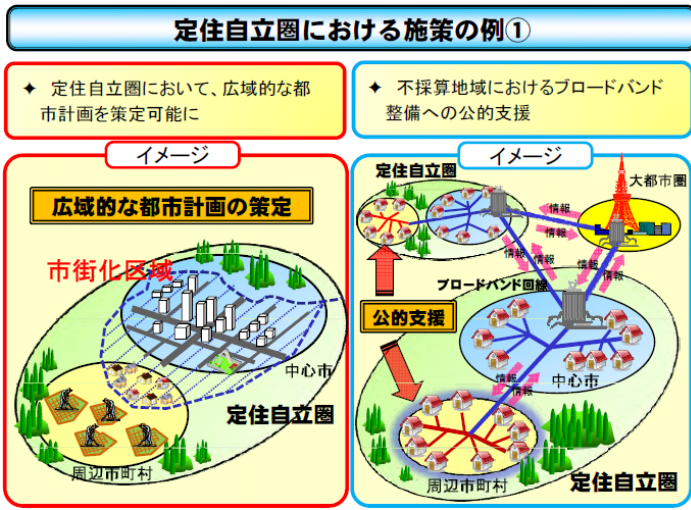 定住自立圏における施策の例①
✦ 定住自立圏において、広域的な都
市計画を策定可能に
✦ 不採算地域におけるブロードバンド
整備への公的支援
イメージ
広域的な都市計画の策定
市街化区域
中心市
定住自立圏
周辺市町村
イメージ
定住自立圏
大都市圏
情報
情報
情報
情報
情報
情報
ブロードバンド回線
公的支援
中心市
情報
情報
周辺市町村
定住自立圏